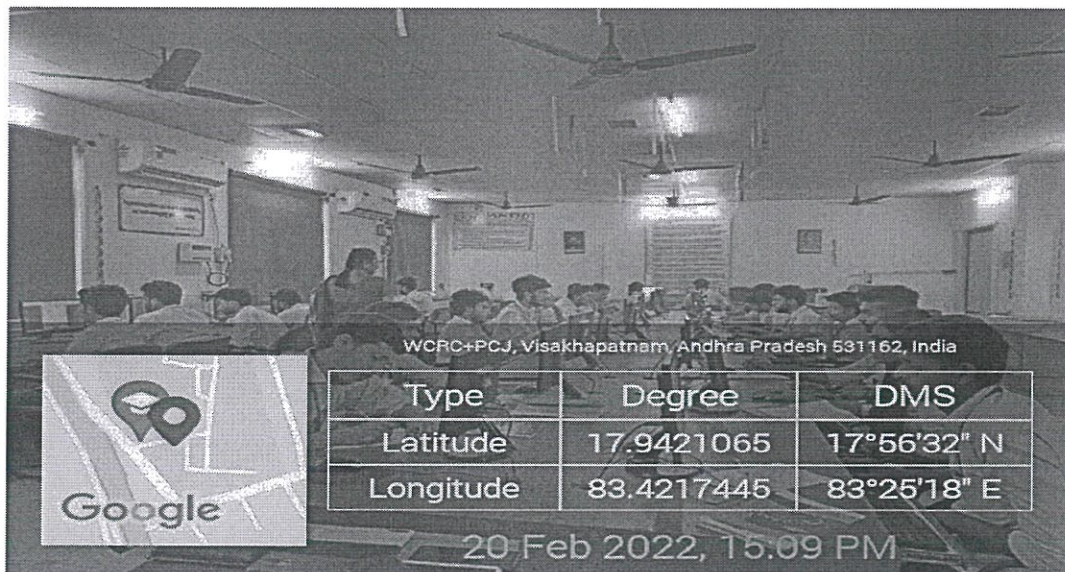 WCRC+PCJ, Visakhapatnam, Andhra Pradesh 531162, India
Type Degree DMS
Latitude 17.9421065 17°56'32" N
Longitude 83.4217445 83°25'18" E
Google
20 Feb 2022, 15:09 PM